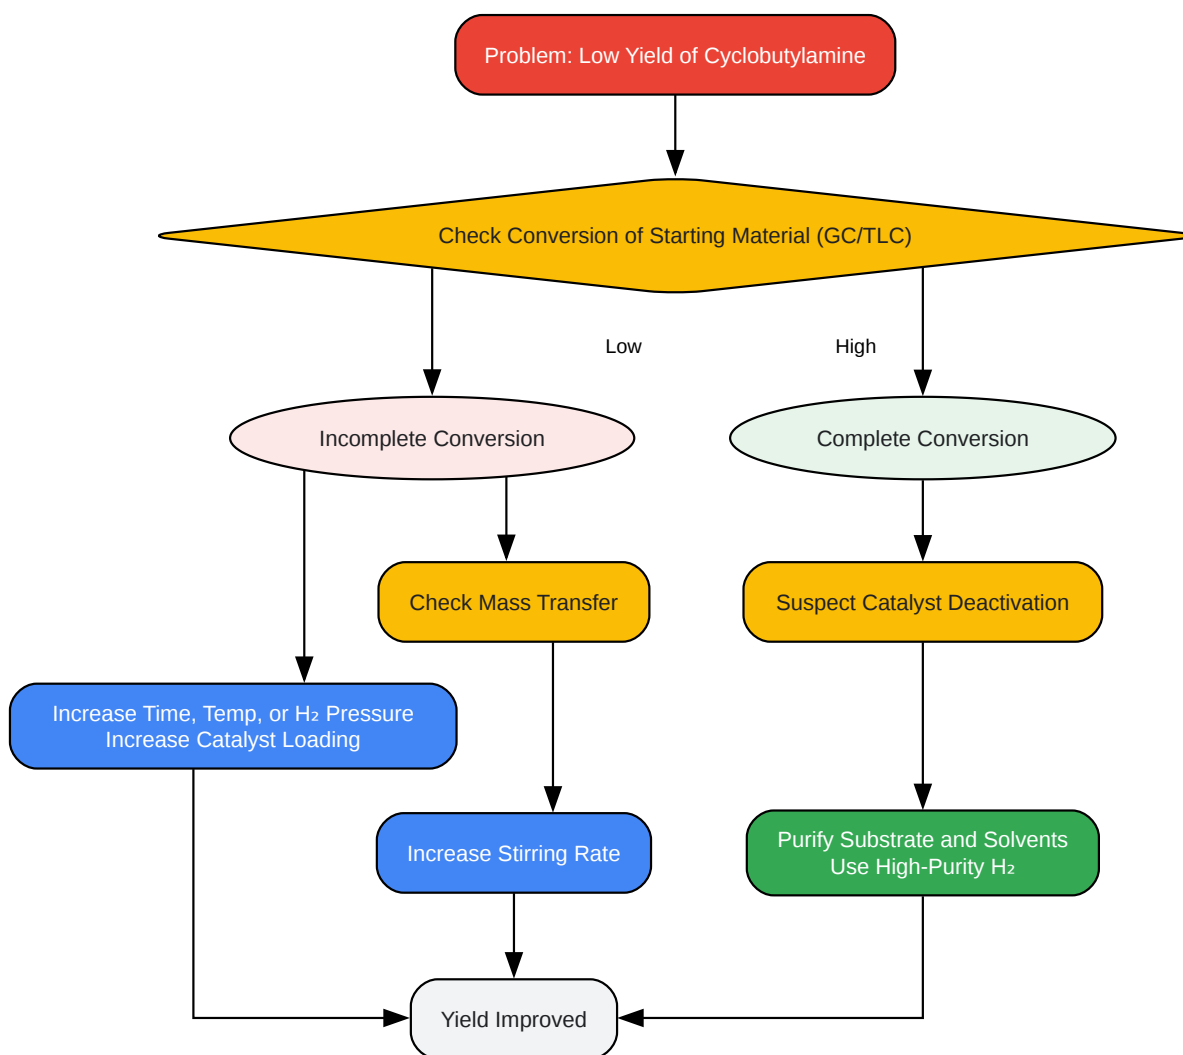 Problem: Low Yield of Cyclobutylamine
Check Conversion of Starting Material (GC/TLC)
Low
High
Incomplete Conversion
Complete Conversion
Check Mass Transfer
Suspect Catalyst Deactivation
Increase Time, Temp, or H₂ Pressure
Increase Catalyst Loading
Increase Stirring Rate
Purify Substrate and Solvents
Use High-Purity H₂
Yield Improved